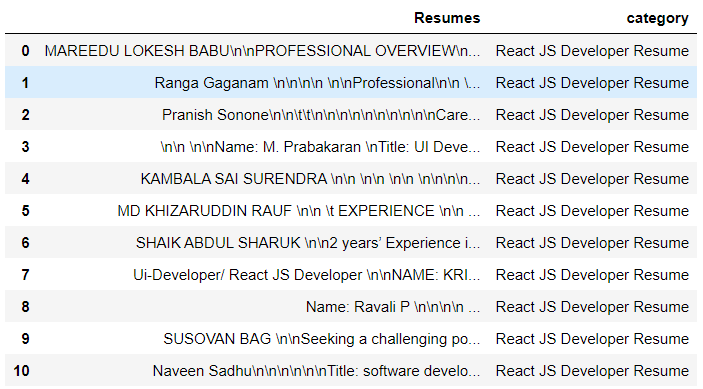 Resumes category
0 MAREEDU LOKESH BABU\n\nPROFESSIONAL OVERVIEW\n... React JS Developer Resume
1 Ranga Gaganam \n\n\n\n \n\nProfessional\n\n \... React JS Developer Resume
2 Pranish Sonone\n\n\t\t\n\n\n\n\n\n\n\n\n\nCare... React JS Developer Resume
3 \n\n \n\nName: M. Prabakaran \nTitle: UI Deve... React JS Developer Resume
4 KAMBALA SAI SURENDRA \n\n \n\n \n\n \n\n\n\n... React JS Developer Resume
5 MD KHIZARUDDIN RAUF \n\n \t EXPERIENCE \n\n ... React JS Developer Resume
6 SHAIK ABDUL SHARUK \n\n2 years’ Experience i... React JS Developer Resume
7 Ui-Developer/ React JS Developer \n\nNAME: KRI... React JS Developer Resume
8 Name: Ravali P \n\n\n\n ... React JS Developer Resume
9 SUSOVAN BAG \n\nSeeking a challenging po... React JS Developer Resume
10 Naveen Sadhu\n\n\n\n\n\nTitle: software develo... React JS Developer Resume